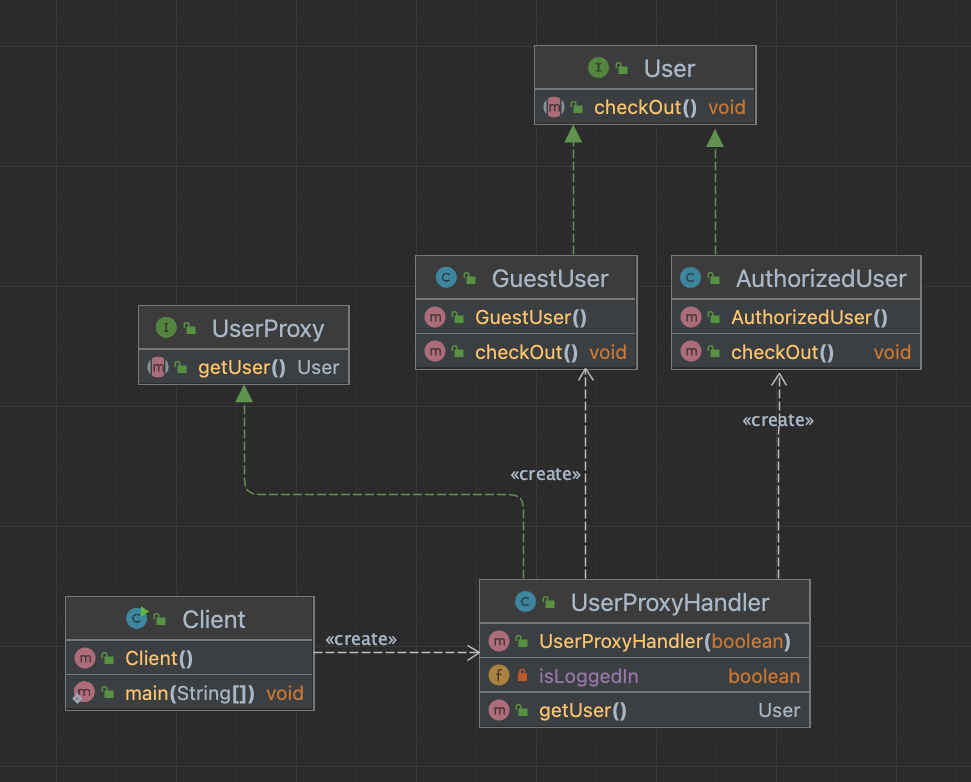 User
checkOut() void
GuestUser
GuestUser()
checkOut() void
AuthorizedUser
AuthorizedUser()
checkOut() void
UserProxy
getUser() User
«create»
«create»
Client
Client()
main(String[]) void
«create»
UserProxyHandler
UserProxyHandler(boolean)
isLoggedIn boolean
getUser() User